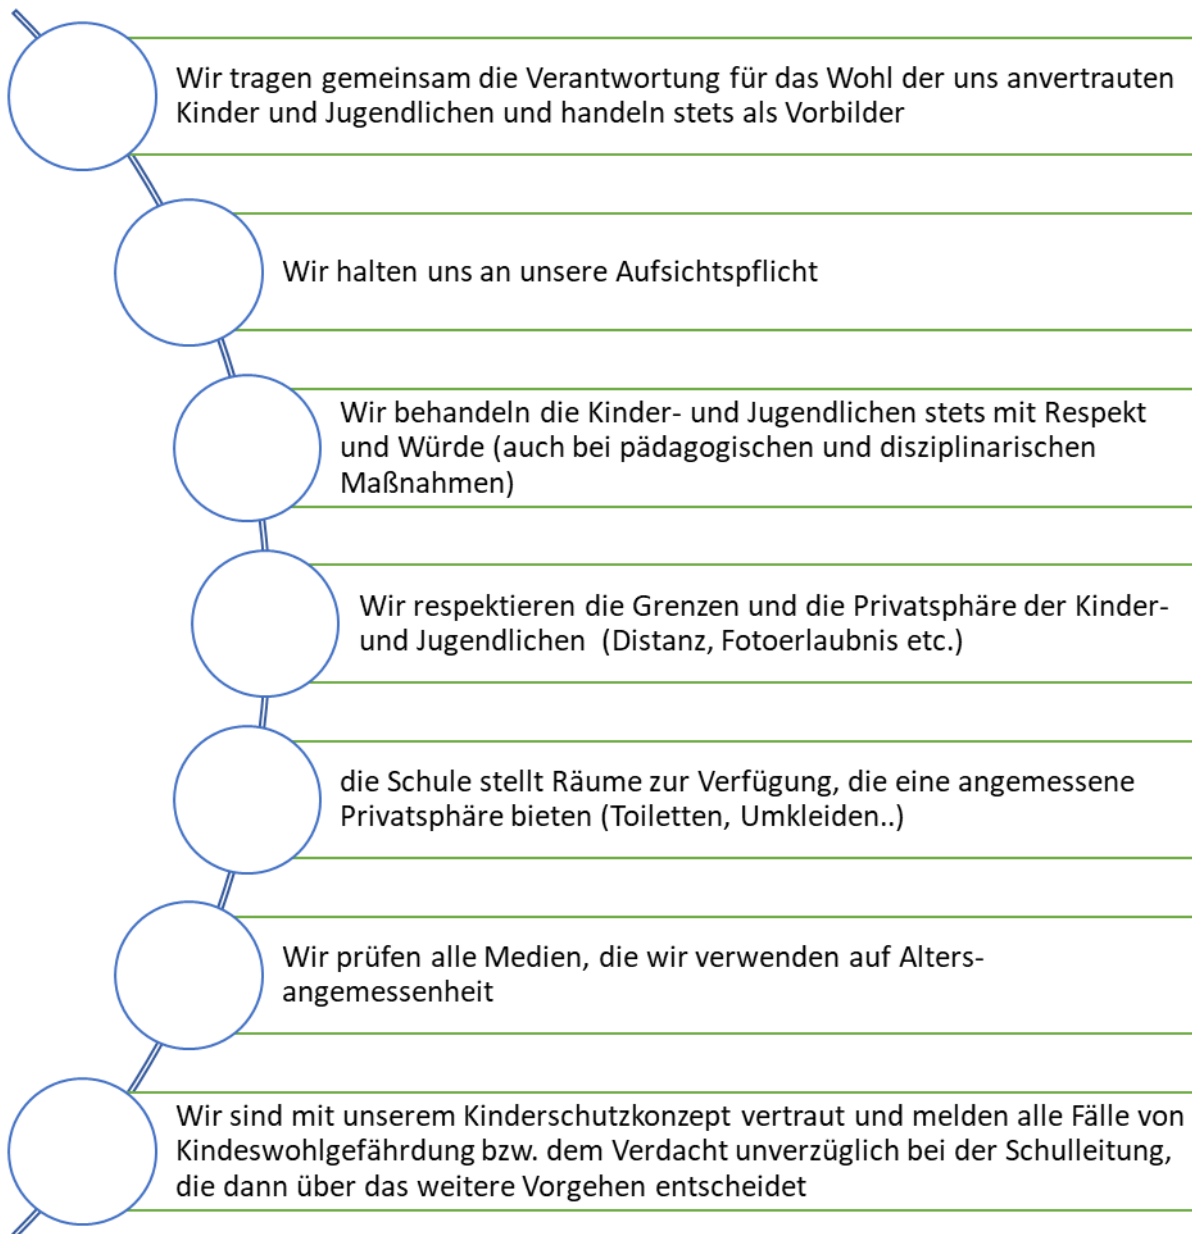 Wir tragen gemeinsam die Verantwortung für das Wohl der uns anvertrauten
Kinder und Jugendlichen und handeln stets als Vorbilder
Wir halten uns an unsere Aufsichtspflicht
Wir behandeln die Kinder- und Jugendlichen stets mit Respekt
und Würde (auch bei pädagogischen und disziplinarischen
Maßnahmen)
Wir respektieren die Grenzen und die Privatsphäre der Kinder-
und Jugendlichen  (Distanz, Fotoerlaubnis etc.)
die Schule stellt Räume zur Verfügung, die eine angemessene
Privatsphäre bieten (Toiletten, Umkleiden..)
Wir prüfen alle Medien, die wir verwenden auf Alters-
angemessenheit
Wir sind mit unserem Kinderschutzkonzept vertraut und melden alle Fälle von
Kindeswohlgefährdung bzw. dem Verdacht unverzüglich bei der Schulleitung,
die dann über das weitere Vorgehen entscheidet